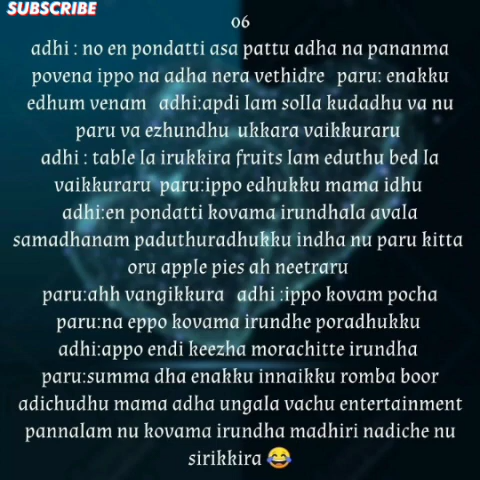 SUBSCRIBE
06
adhi : no en pondatti asa pattu adha na pananma
povena ippo na adha nera vethidre paru: enakku
edhum venam adhi:apdi lam solla kudadhu va nu
paru va ezhundhu ukkara vaikkuraru
adhi : table la irukkira fruits lam eduthu bed la
vaikkuraru paru:ippo edhukku mama idhu
adhi:en pondatti kovama irundhala avala
samadhanam paduthuradhukku indha nu paru kitta
oru apple pies ah neetraru
paru:ahh vangikkura adhi :ippo kovam pocha
paru:na eppo kovama irundhe poradhukku
adhi:appo endi keezha morachitte irundha
paru:summa dha enakku innaikku romba boor
adichudhu mama adha ungala vachu entertainment
pannalam nu kovama irundha madhiri nadiche nu
sirikkira 😂